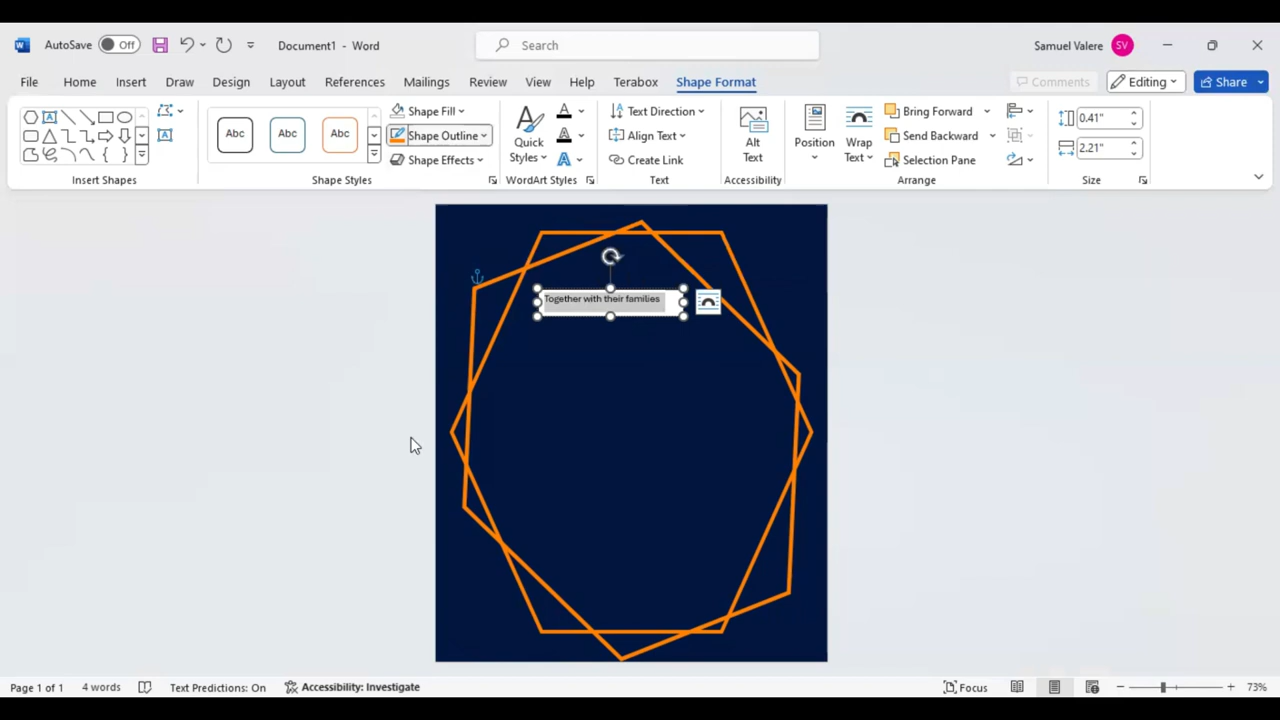 AutoSave Off Document1 - Word Search Samuel Valere SV
File Home Insert Draw Design Layout References Mailings Review View Help Terabox Shape Format Comments Editing Share
Abc Abc Abc
Shape Fill
Shape Outline
Shape Effects
Quick
Styles
A
A
A
Text Direction
Align Text
Create Link
Alt
Text
Position
Wrap
Text
Bring Forward
Send Backward
Selection Pane
0.41"
2.21"
Insert Shapes Shape Styles WordArt Styles Text Accessibility Arrange Size
Together with their families
Page 1 of 1 4 words Text Predictions: On Accessibility: Investigate Focus 73%